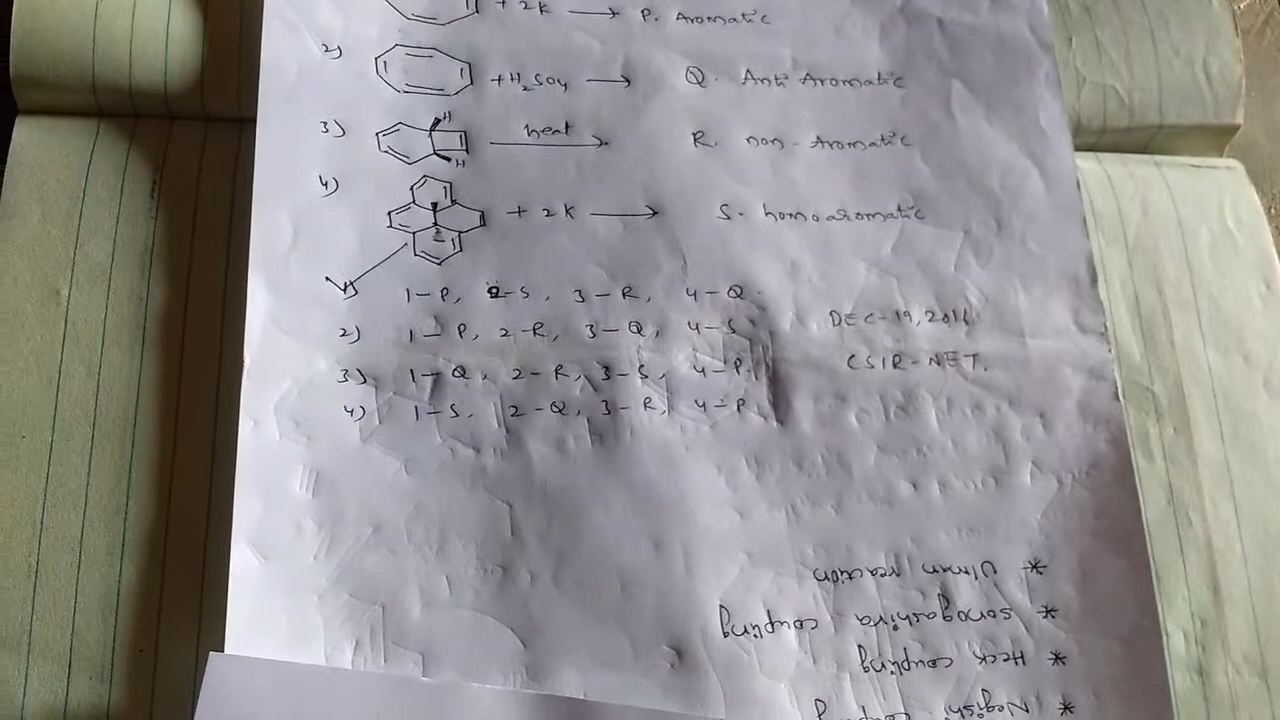 + 2K → P. Aromatic
2) + H2SO4 → Q. Anti Aromatic
3) H H heat → R. non-Aromatic
4) + 2K → S. homoaromatic
1) 1-P, 2-S, 3-R, 4-Q.
2) 1-P, 2-R, 3-Q, 4-S
3) 1-Q, 2-R, 3-S, 4-P.
4) 1-S, 2-Q, 3-R, 4-P
DEC-19, 2016
CSIR-NET.
* Ulman reaction
* sonogashira coupling
* Heck coupling
* Negishi